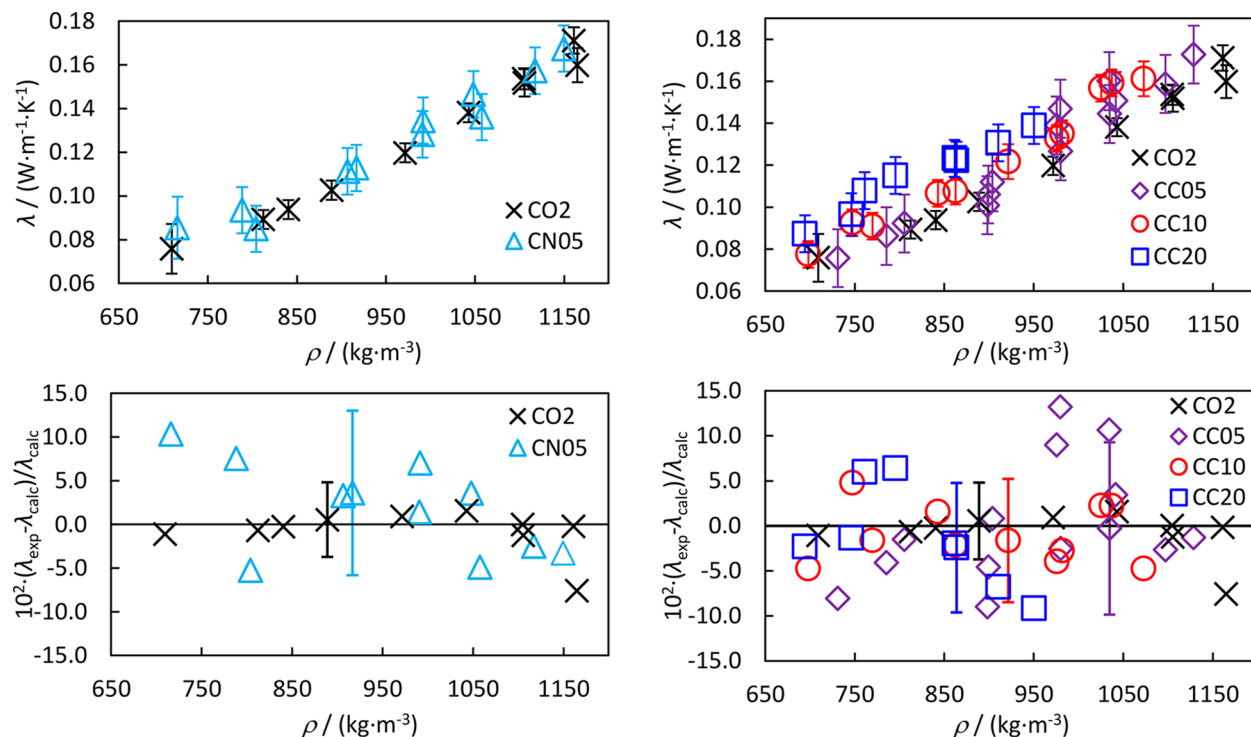 0.18
0.16
0.14
0.12
0.10
0.08
0.06
λ / (W·m⁻¹·K⁻¹)
CO2
CN05
650 750 850 950 1050 1150
ρ / (kg·m⁻³)
0.18
0.16
0.14
0.12
0.10
0.08
0.06
λ / (W·m⁻¹·K⁻¹)
CO2
CC05
CC10
CC20
650 750 850 950 1050 1150
ρ / (kg·m⁻³)
15.0
10.0
5.0
0.0
-5.0
-10.0
-15.0
10²·(λexp-λcalc)/λcalc
CO2
CN05
650 750 850 950 1050 1150
ρ / (kg·m⁻³)
15.0
10.0
5.0
0.0
-5.0
-10.0
-15.0
10²·(λexp-λcalc)/λcalc
CO2
CC05
CC10
CC20
650 750 850 950 1050 1150
ρ / (kg·m⁻³)